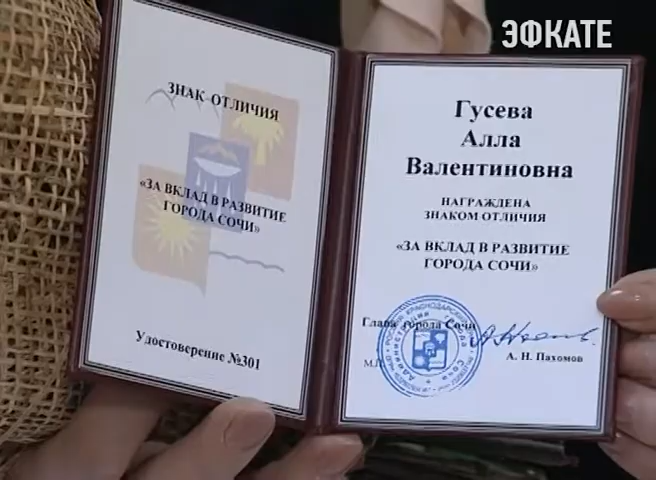 ЭФКАТЕ
ЗНАК ОТЛИЧИЯ
«ЗА ВКЛАД В РАЗВИТИЕ
ГОРОДА СОЧИ»
Удостоверение №301
Гусева
Алла
Валентиновна
НАГРАЖДЕНА
ЗНАКОМ ОТЛИЧИЯ
«ЗА ВКЛАД В РАЗВИТИЕ
ГОРОДА СОЧИ»
Глава города Сочи
А. Н. Пахомов